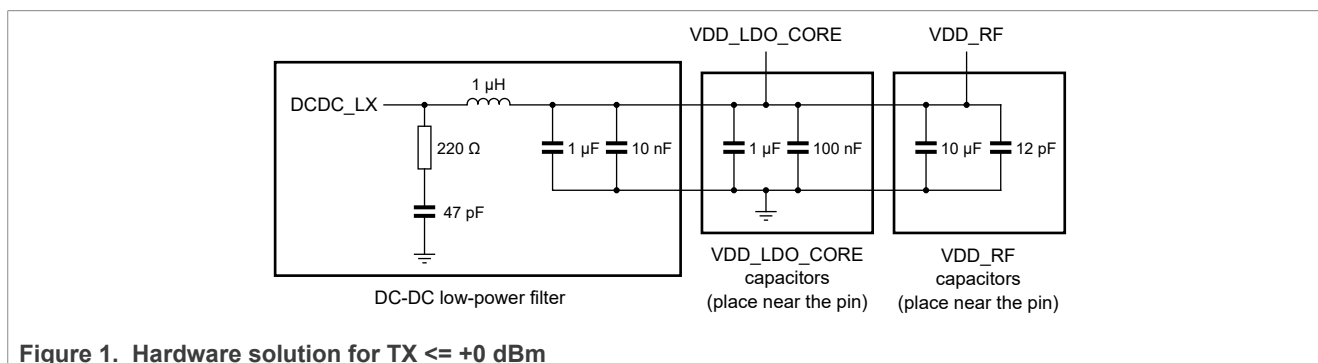 VDD_LDO_CORE
VDD_RF
1 µH
DCDC_LX
220 Ω
1 µF
10 nF
1 µF
100 nF
10 µF
12 pF
47 pF
VDD_LDO_CORE
capacitors
(place near the pin)
VDD_RF
capacitors
(place near the pin)
DC-DC low-power filter
Figure 1. Hardware solution for TX <= +0 dBm